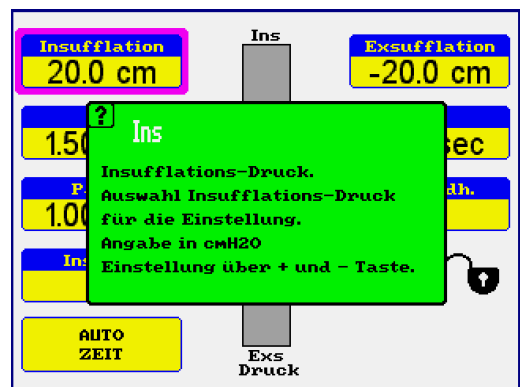 Ins
Insufflation
20.0 cm
Exsufflation
-20.0 cm
1.50
sec
?
Ins
Insufflations-Druck.
Auswahl Insufflations-Druck
für die Einstellung.
Angabe in cmH2O
Einstellung über + und - Taste.
P
1.00
dh.
Ins
AUTO
ZEIT
Exs
Druck